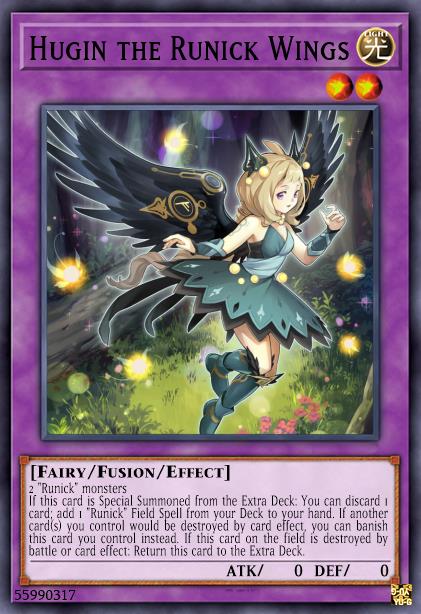 Hugin the Runick Wings
LIGHT
光
[Fairy/Fusion/Effect]
2 "Runick" monsters
If this card is Special Summoned from the Extra Deck: You can discard 1
card; add 1 "Runick" Field Spell from your Deck to your hand. If another
card(s) you control would be destroyed by card effect, you can banish
this card you control instead. If this card on the field is destroyed by
battle or card effect: Return this card to the Extra Deck.
ATK/ 0 DEF/ 0
55990317